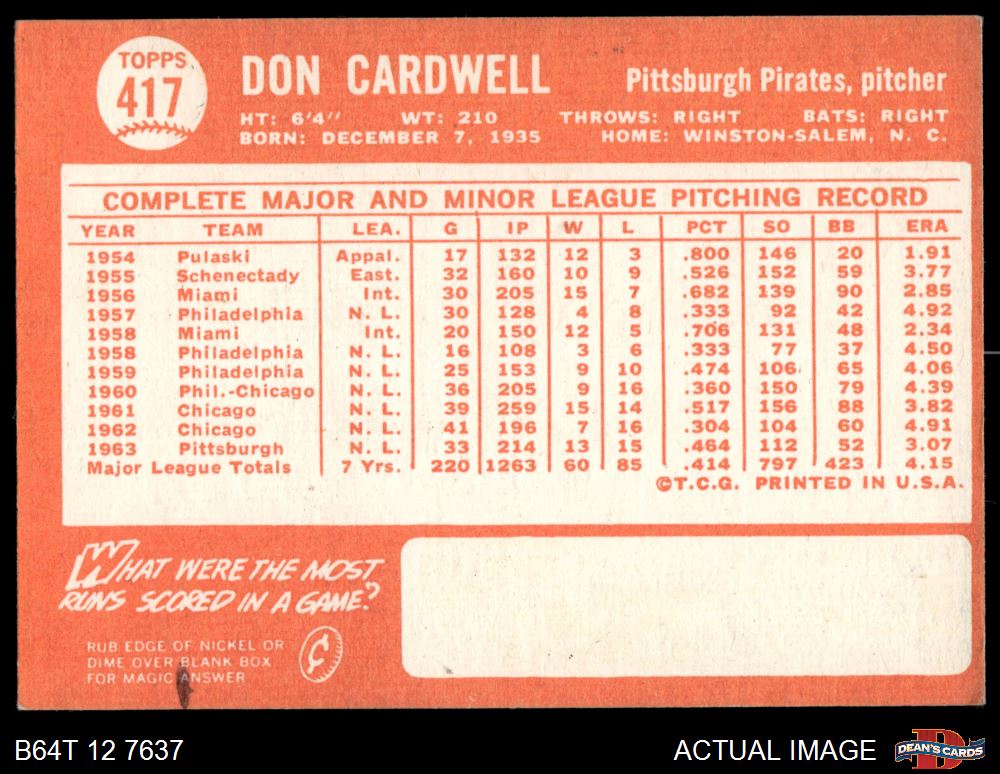 TOPPS
417
DON CARDWELL
Pittsburgh Pirates, pitcher
HT: 6'4" WT: 210 THROWS: RIGHT BATS: RIGHT
BORN: DECEMBER 7, 1935 HOME: WINSTON-SALEM, N. C.
COMPLETE MAJOR AND MINOR LEAGUE PITCHING RECORD
YEAR TEAM LEA. G IP W L PCT SO BB ERA
1954 Pulaski Appal. 17 132 12 3 .800 146 20 1.91
1955 Schenectady East. 32 160 10 9 .526 152 59 3.77
1956 Miami Int. 30 205 15 7 .682 139 90 2.85
1957 Philadelphia N. L. 30 128 4 8 .333 92 42 4.92
1958 Miami Int. 20 150 12 5 .706 131 48 2.34
1958 Philadelphia N. L. 16 108 3 6 .333 77 37 4.50
1959 Philadelphia N. L. 25 153 9 10 .474 106 65 4.06
1960 Phil.-Chicago N. L. 36 205 9 16 .360 150 79 4.39
1961 Chicago N. L. 39 259 15 14 .517 156 88 3.82
1962 Chicago N. L. 41 196 7 16 .304 104 60 4.91
1963 Pittsburgh N. L. 33 214 13 15 .464 112 52 3.07
Major League Totals 7 Yrs. 220 1263 60 85 .414 797 423 4.15
©T.C.G. PRINTED IN U.S.A.
WHAT WERE THE MOST
RUNS SCORED IN A GAME?
RUB EDGE OF NICKEL OR
DIME OVER BLANK BOX
FOR MAGIC ANSWER
¢
B64T 12 7637
ACTUAL IMAGE
D
DEAN'S CARDS